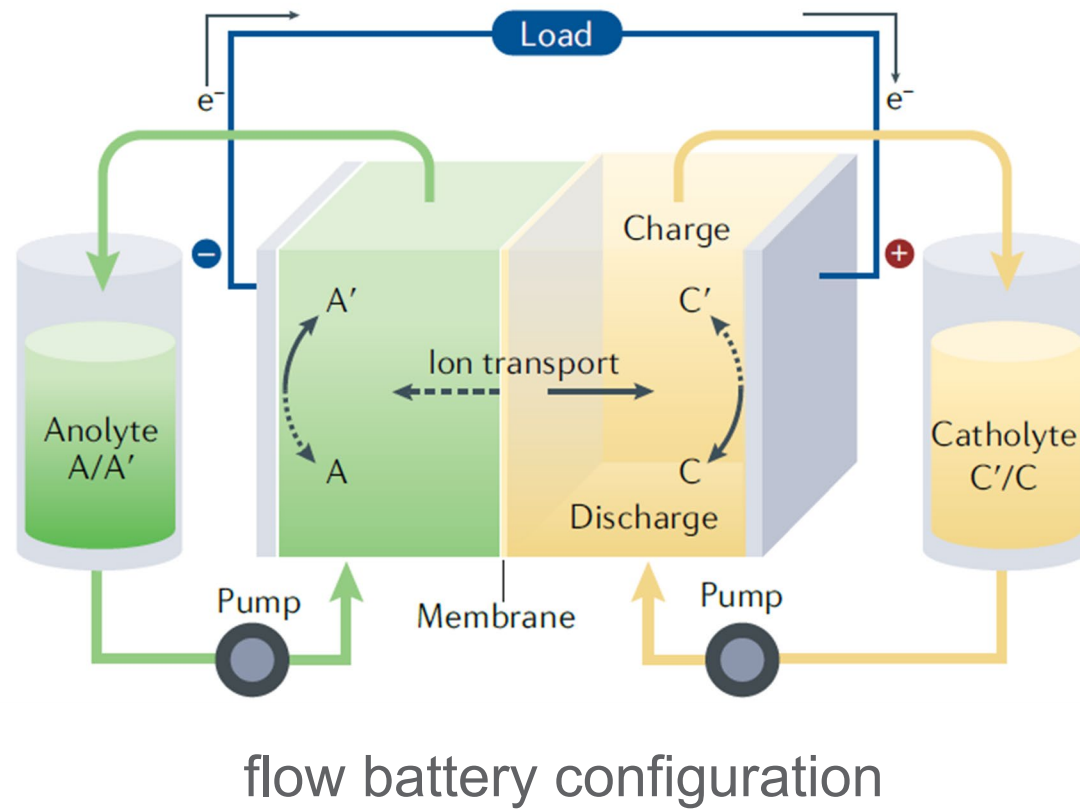 Load
e⁻
e⁻
Charge
−
+
A′
C′
Ion transport
Anolyte
A/A′
Catholyte
C′/C
A
C
Discharge
Pump
Membrane
Pump
flow battery configuration